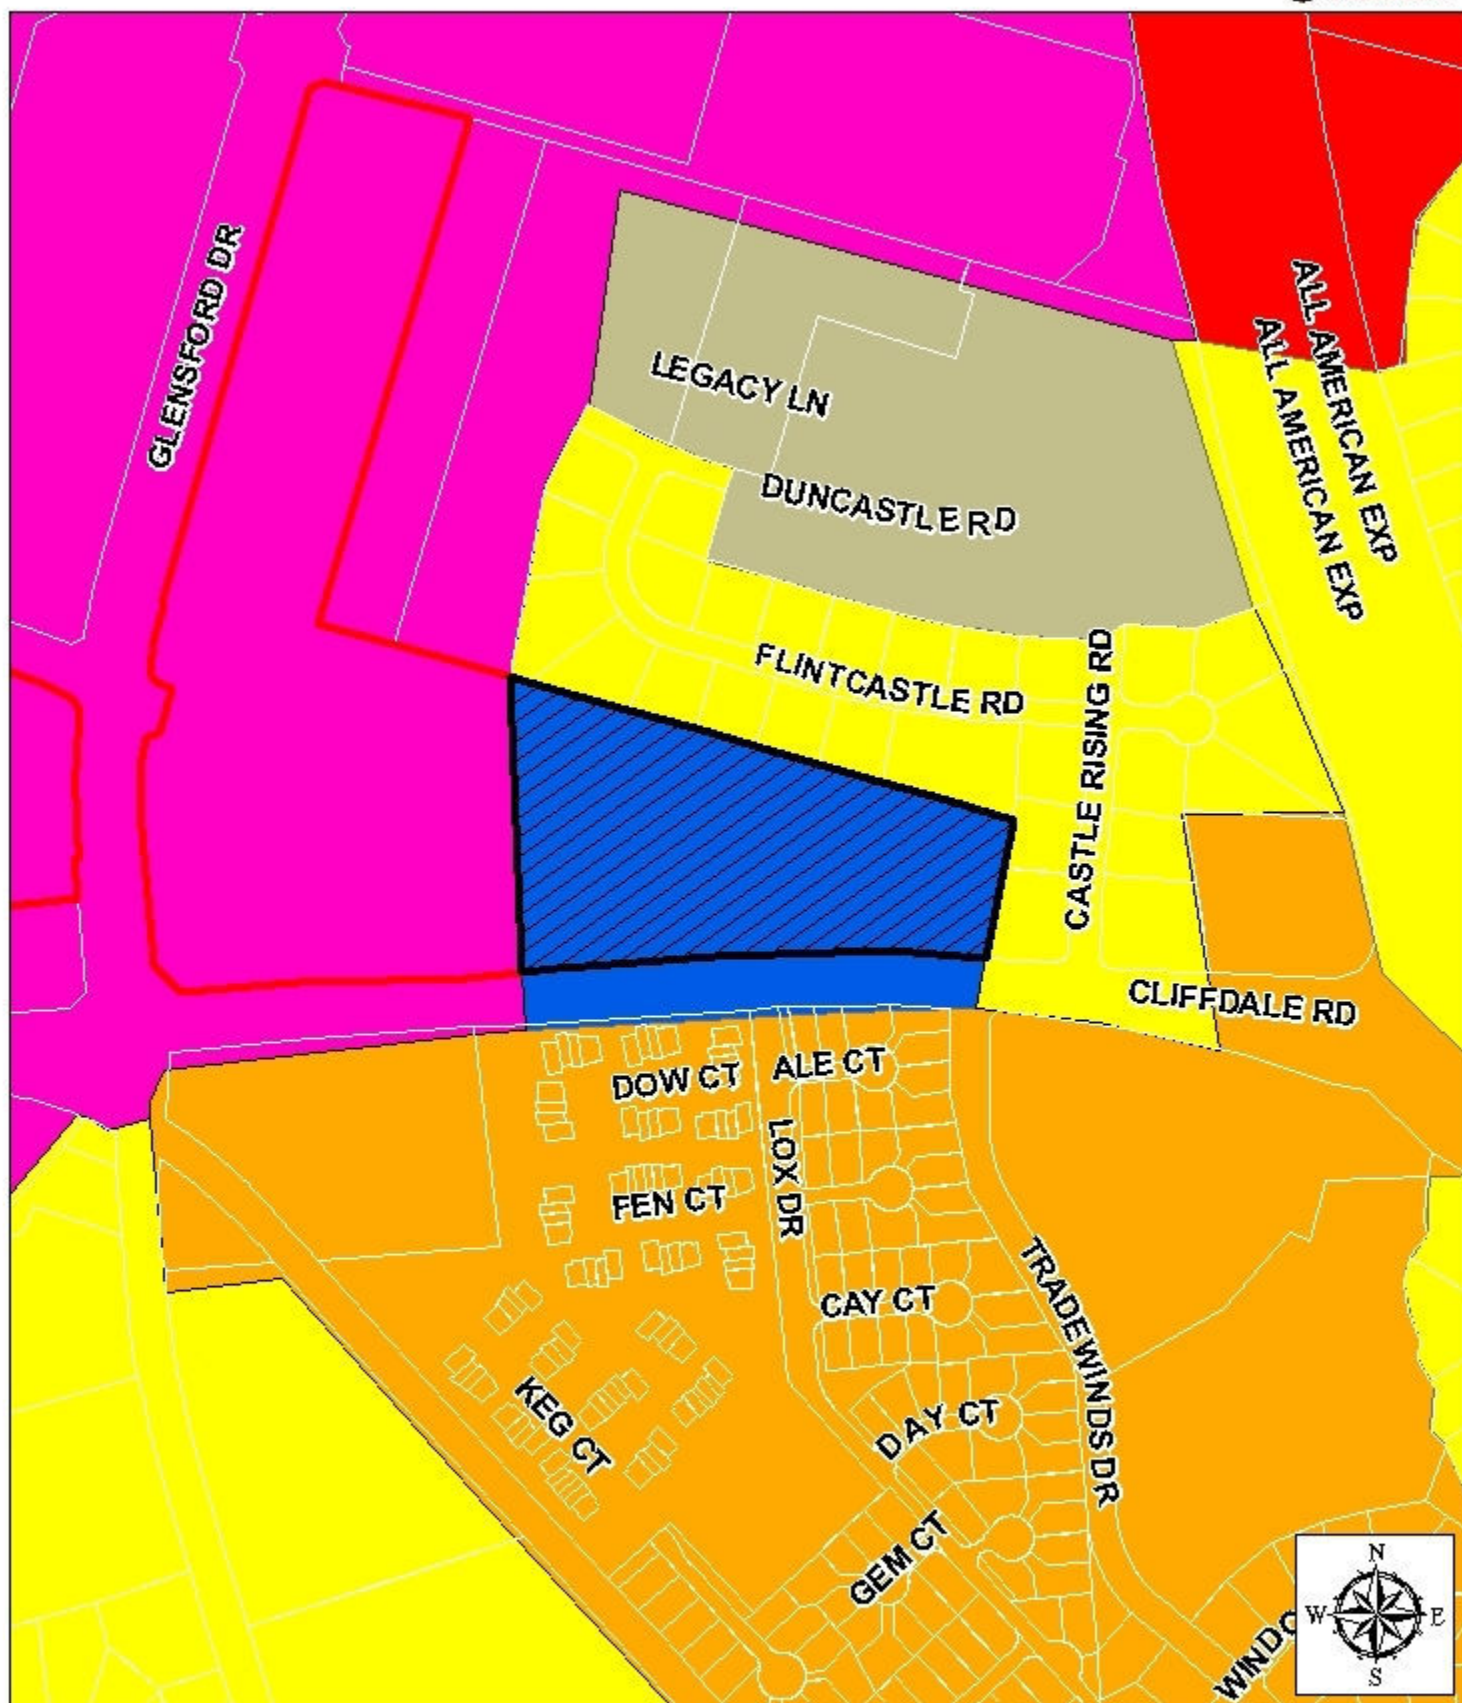 GLENSFORD DR
ALL AMERICAN EXP
ALL AMERICAN EXP
LEGACY LN
DUNCASTLE RD
FLINTCASTLE RD
CASTLE RISING RD
CLIFFDALE RD
DOW CT
ALE CT
LOX DR
FEN CT
TRADEWINDS DR
CAY CT
KEG CT
DAY CT
GEM CT
N
W
E
S